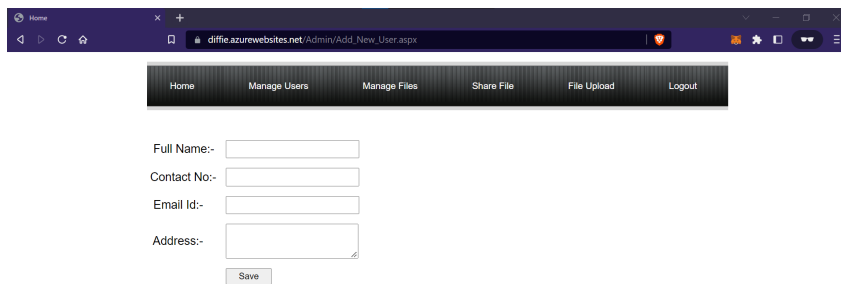 Home
diffie.azurewebsites.net/Admin/Add_New_User.aspx
Home Manage Users Manage Files Share File File Upload Logout
Full Name:-
Contact No:-
Email Id:-
Address:-
Save